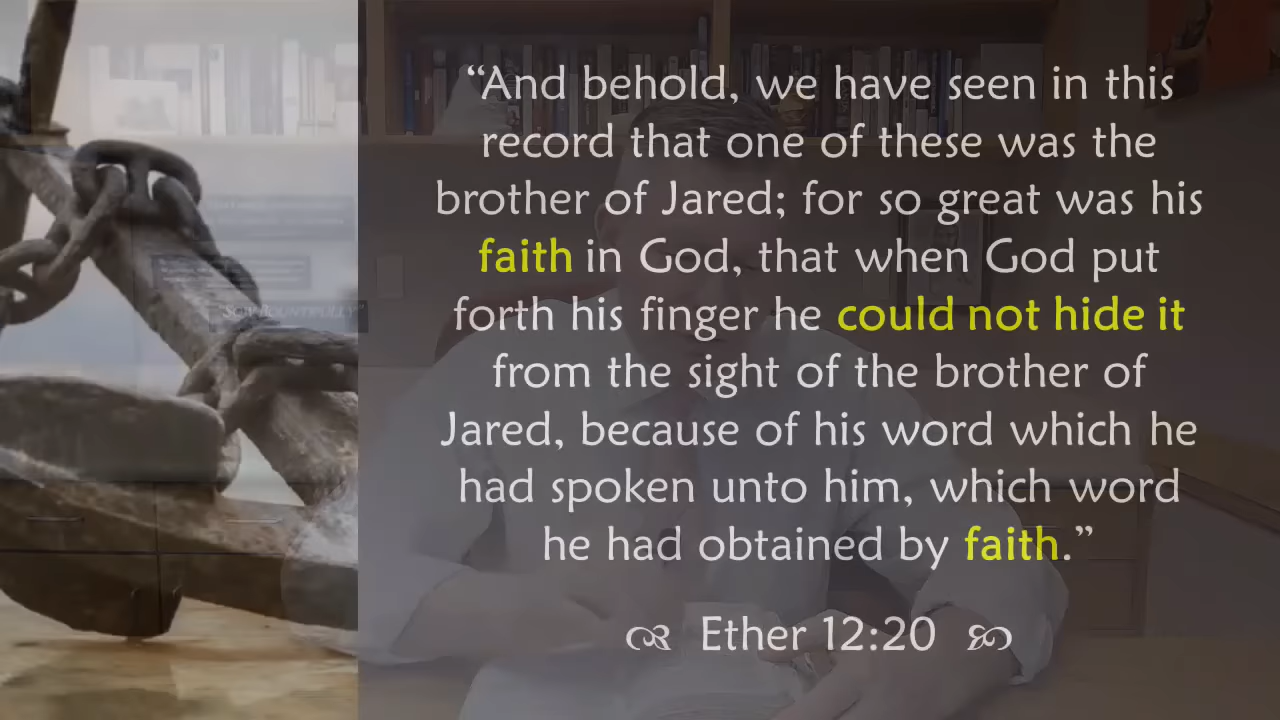 “And behold, we have seen in this
record that one of these was the
brother of Jared; for so great was his
faith in God, that when God put
forth his finger he could not hide it
from the sight of the brother of
Jared, because of his word which he
had spoken unto him, which word
he had obtained by faith.”
Ether 12:20
“Sow Bountifully”